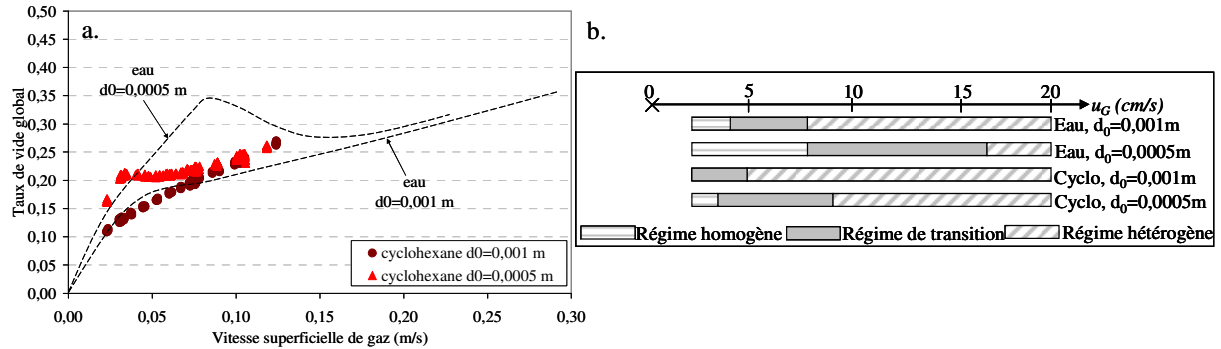 a.
Taux de vide global
0,50
0,45
0,40
0,35
0,30
0,25
0,20
0,15
0,10
0,05
0,00
eau
d0=0,0005 m
eau
d0=0,001 m
cyclohexane d0=0,001 m
cyclohexane d0=0,0005 m
0,00 0,05 0,10 0,15 0,20 0,25 0,30
Vitesse superficielle de gaz (m/s)
b.
0 5 10 15 20
uG (cm/s)
Eau, d0=0,001m
Eau, d0=0,0005m
Cyclo, d0=0,001m
Cyclo, d0=0,0005m
Régime homogène Régime de transition Régime hétérogène